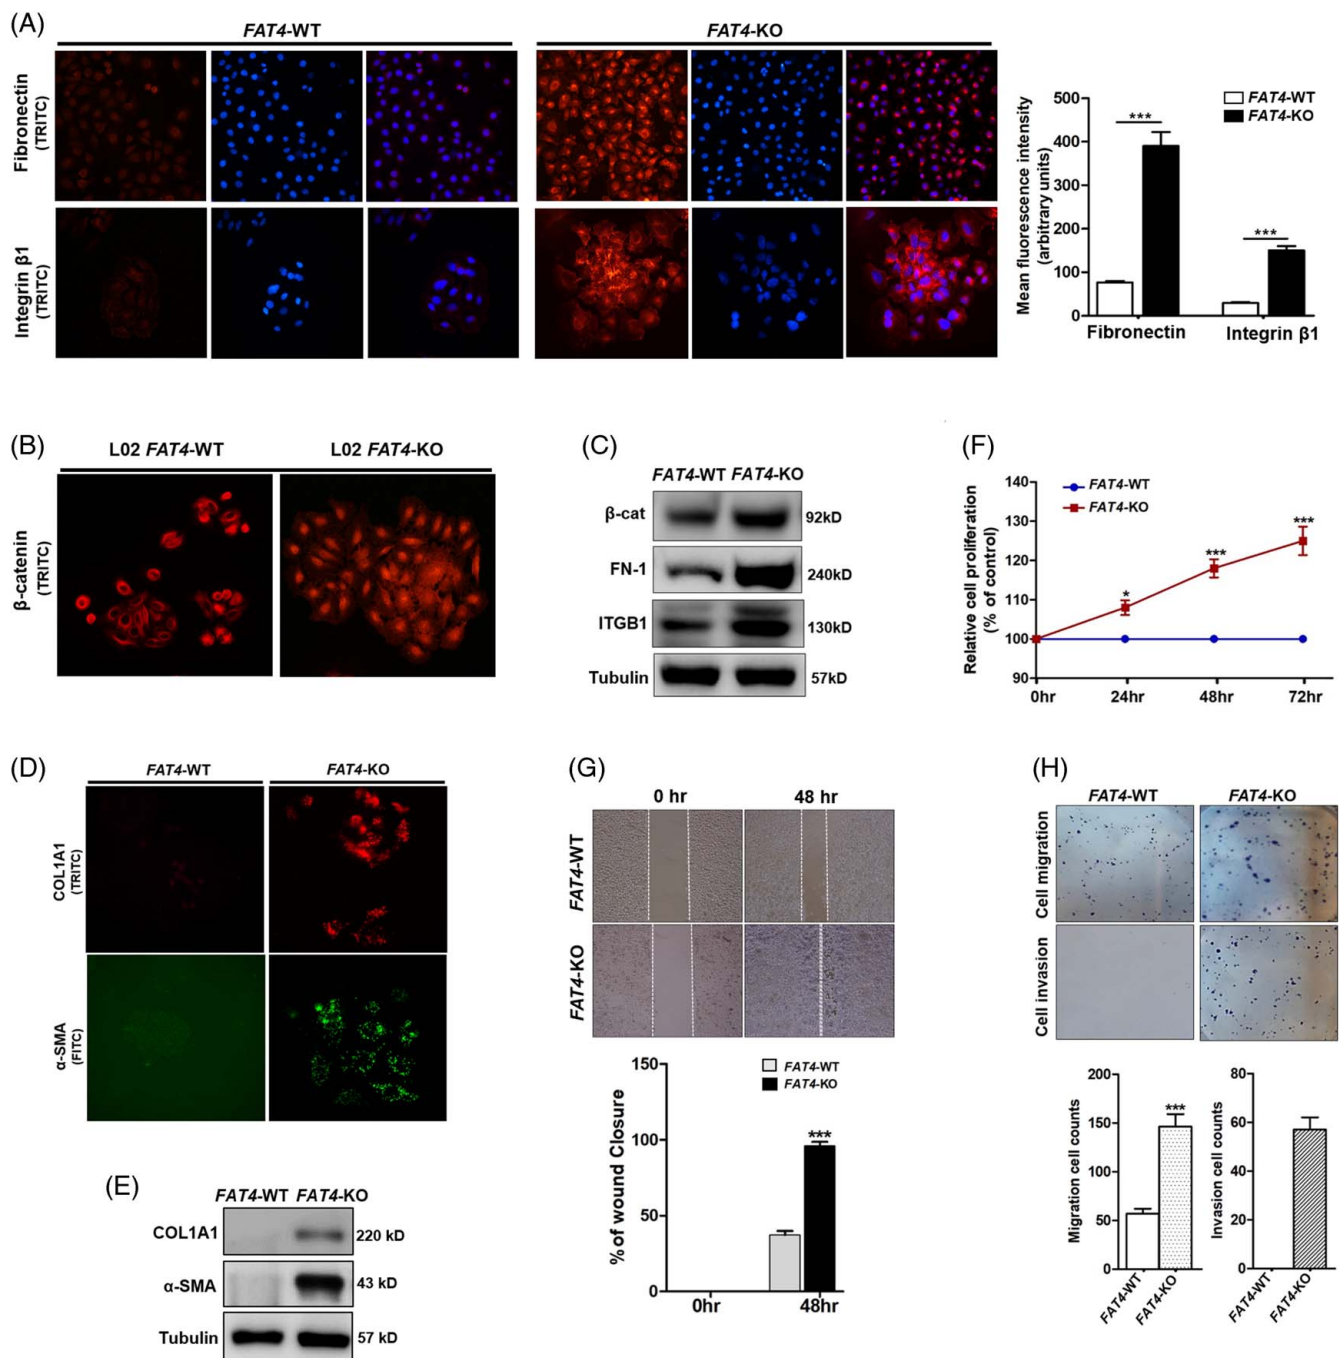 (A)
FAT4-WT
FAT4-KO
Fibronectin
(TRITC)
Integrin β1
(TRITC)
Mean fluorescence intensity
(arbitrary units)
500
400
300
200
100
0
***
***
FAT4-WT
FAT4-KO
Fibronectin
Integrin β1
(B)
L02 FAT4-WT
L02 FAT4-KO
β-catenin
(TRITC)
(C)
FAT4-WT FAT4-KO
β-cat
92kD
FN-1
240kD
ITGB1
130kD
Tubulin
57kD
(F)
Relative cell proliferation
(% of control)
140
130
120
110
100
90
FAT4-WT
FAT4-KO
*
***
***
0hr
24hr
48hr
72hr
(D)
FAT4-WT
FAT4-KO
COL1A1
(TRITC)
α-SMA
(FITC)
(E)
FAT4-WT FAT4-KO
COL1A1
220 kD
α-SMA
43 kD
Tubulin
57 kD
(G)
0 hr
48 hr
FAT4-WT
FAT4-KO
% of wound Closure
150
100
50
0
FAT4-WT
FAT4-KO
***
0hr
48hr
(H)
FAT4-WT
FAT4-KO
Cell migration
Cell invasion
Migration cell counts
200
150
100
50
0
***
FAT4-WT
FAT4-KO
Invasion cell counts
80
60
40
20
0
FAT4-WT
FAT4-KO